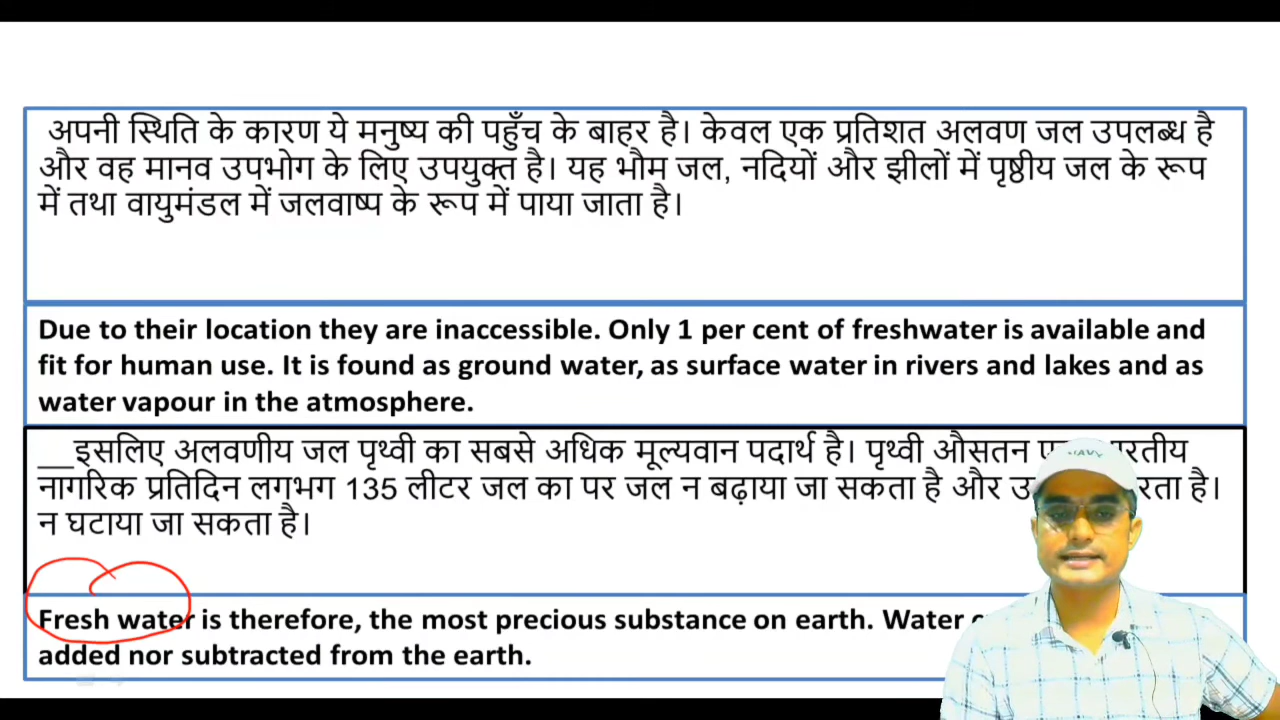 अपनी स्थिति के कारण ये मनुष्य की पहुँच के बाहर है। केवल एक प्रतिशत अलवण जल उपलब्ध है
और वह मानव उपभोग के लिए उपयुक्त है। यह भौम जल, नदियों और झीलों में पृष्ठीय जल के रूप
में तथा वायुमंडल में जलवाष्प के रूप में पाया जाता है।
Due to their location they are inaccessible. Only 1 per cent of freshwater is available and
fit for human use. It is found as ground water, as surface water in rivers and lakes and as
water vapour in the atmosphere.
__इसलिए अलवणीय जल पृथ्वी का सबसे अधिक मूल्यवान पदार्थ है। पृथ्वी औसतन
नागरिक प्रतिदिन लगभग 135 लीटर जल का पर जल न बढ़ाया जा सकता है और है।
न घटाया जा सकता है।
NAVY
Fresh water is therefore, the most precious substance on earth. Water
added nor subtracted from the earth.